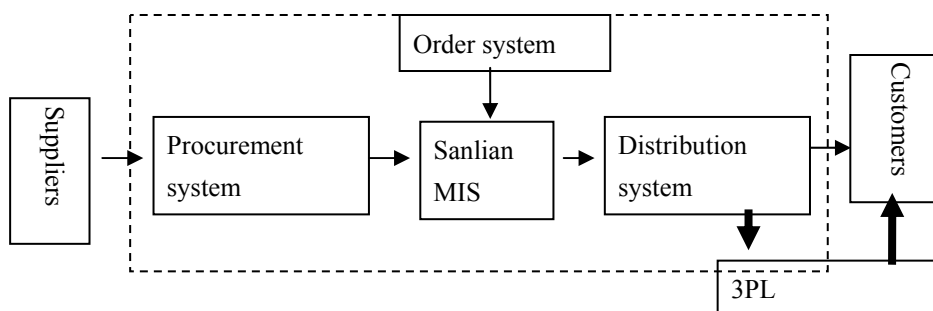 Order system
Suppliers
Procurement
system
Sanlian
MIS
Distribution
system
Customers
3PL